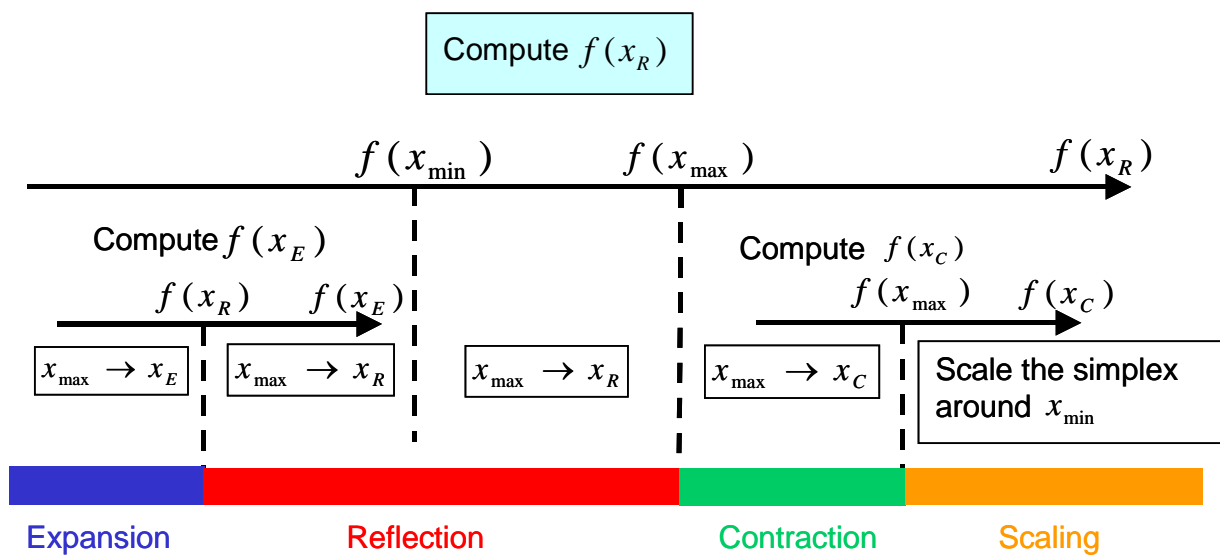 Compute f(x_R)
f(x_min) f(x_max) f(x_R)
Compute f(x_E) Compute f(x_C)
f(x_R) f(x_E) f(x_max) f(x_C)
x_max → x_E x_max → x_R x_max → x_R x_max → x_C Scale the simplex
around x_min
Expansion Reflection Contraction Scaling